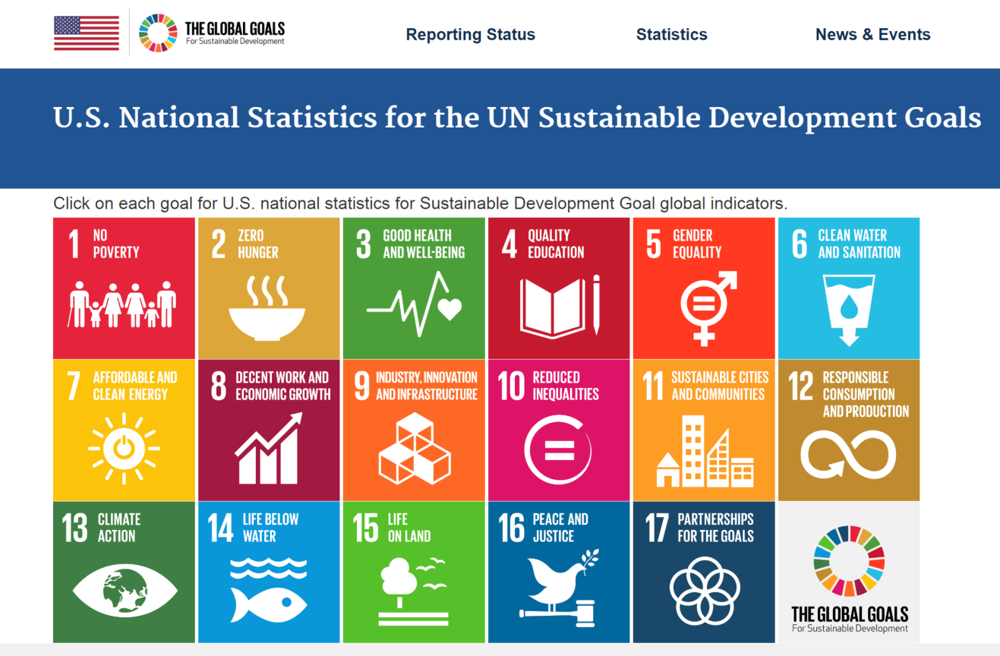 THE GLOBAL GOALS
For Sustainable Development
Reporting Status
Statistics
News & Events
U.S. National Statistics for the UN Sustainable Development Goals
Click on each goal for U.S. national statistics for Sustainable Development Goal global indicators.
1 NO
POVERTY
2 ZERO
HUNGER
3 GOOD HEALTH
AND WELL-BEING
4 QUALITY
EDUCATION
5 GENDER
EQUALITY
6 CLEAN WATER
AND SANITATION
7 AFFORDABLE AND
CLEAN ENERGY
8 DECENT WORK AND
ECONOMIC GROWTH
9 INDUSTRY, INNOVATION
AND INFRASTRUCTURE
10 REDUCED
INEQUALITIES
11 SUSTAINABLE CITIES
AND COMMUNITIES
12 RESPONSIBLE
CONSUMPTION
AND PRODUCTION
13 CLIMATE
ACTION
14 LIFE BELOW
WATER
15 LIFE
ON LAND
16 PEACE AND
JUSTICE
17 PARTNERSHIPS
FOR THE GOALS
THE GLOBAL GOALS
For Sustainable Development